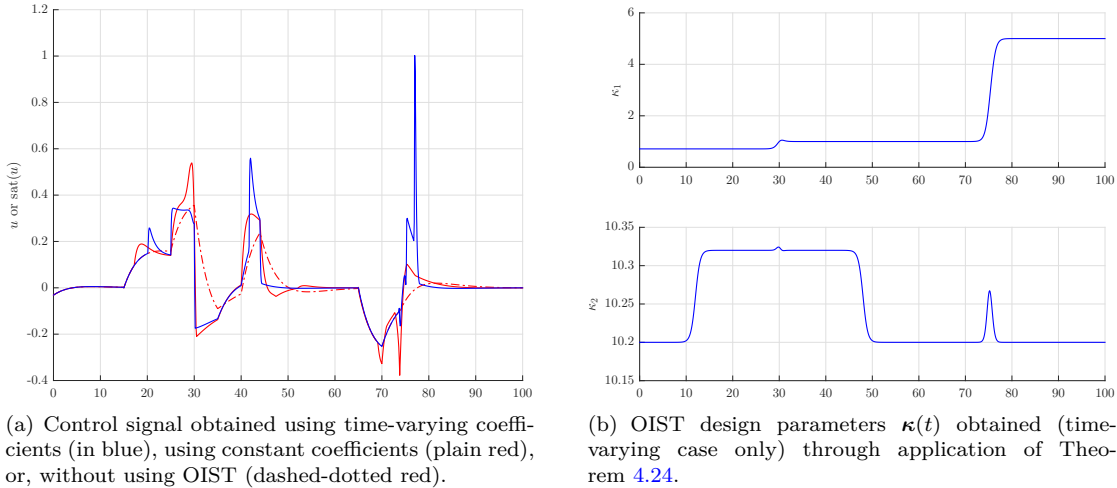 1.2
1
0.8
0.6
0.4
0.2
0
-0.2
-0.4
u or sat(u)
0 10 20 30 40 50 60 70 80 90 100
(a) Control signal obtained using time-varying coeffi-
cients (in blue), using constant coefficients (plain red),
or, without using OIST (dashed-dotted red).
6
4
2
0
κ1
0 10 20 30 40 50 60 70 80 90 100
10.35
10.3
10.25
10.2
10.15
κ2
0 10 20 30 40 50 60 70 80 90 100
(b) OIST design parameters κ(t) obtained (time-
varying case only) through application of Theo-
rem 4.24.